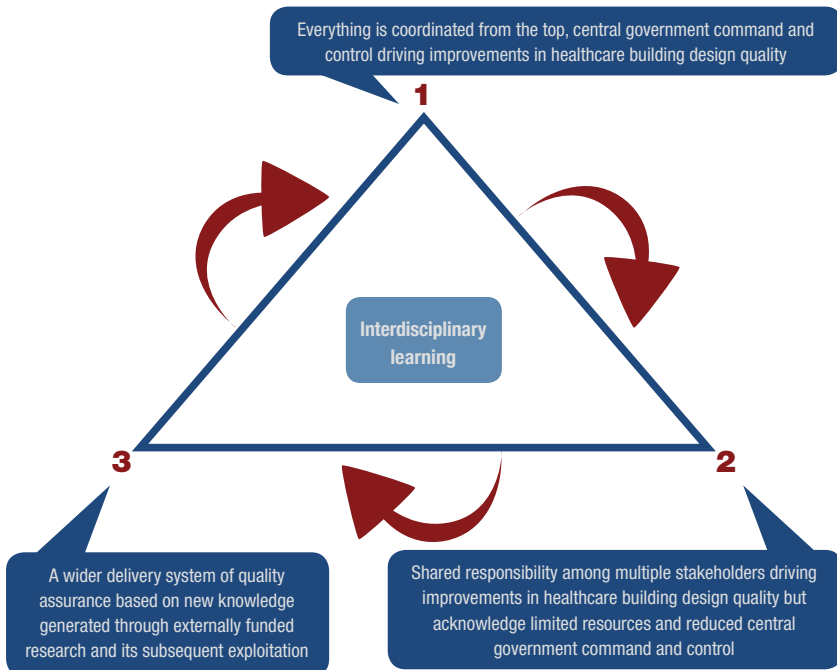 Everything is coordinated from the top, central government command and
control driving improvements in healthcare building design quality
1
Interdisciplinary
learning
3
2
A wider delivery system of quality
assurance based on new knowledge
generated through externally funded
research and its subsequent exploitation
Shared responsibility among multiple stakeholders driving
improvements in healthcare building design quality but
acknowledge limited resources and reduced central
government command and control